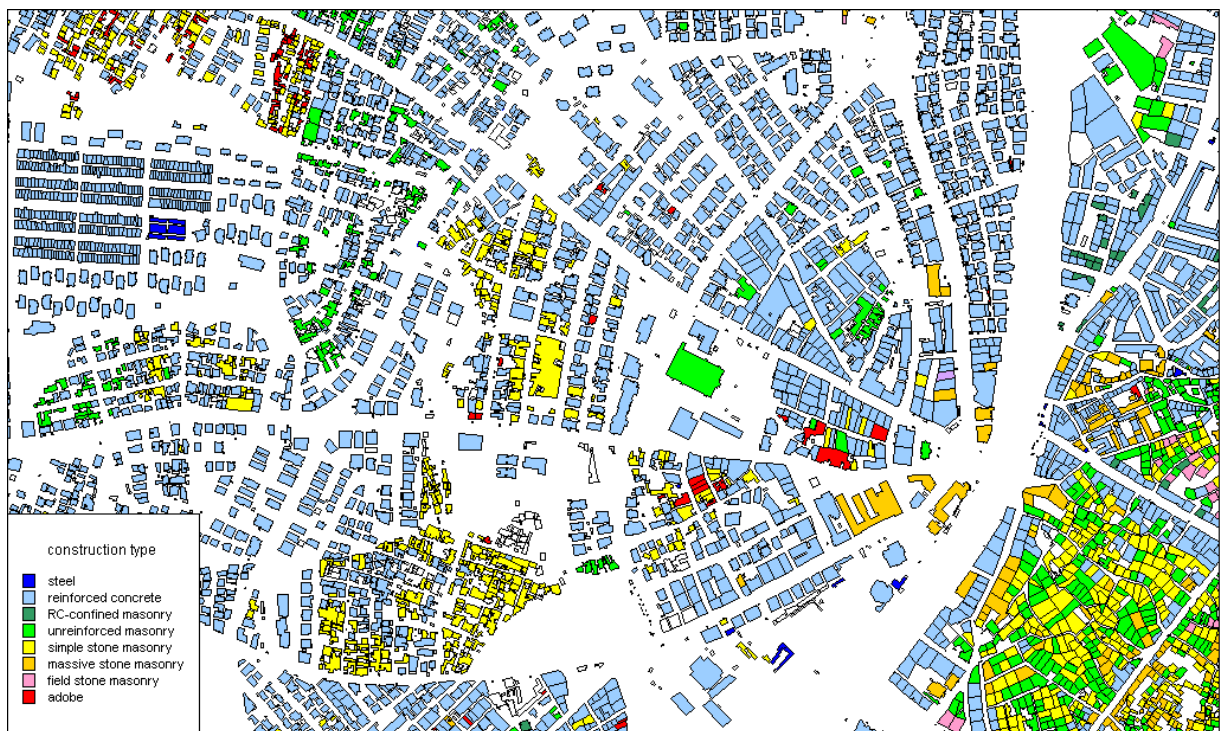 construction type
steel
reinforced concrete
RC-confined masonry
unreinforced masonry
simple stone masonry
massive stone masonry
field stone masonry
adobe